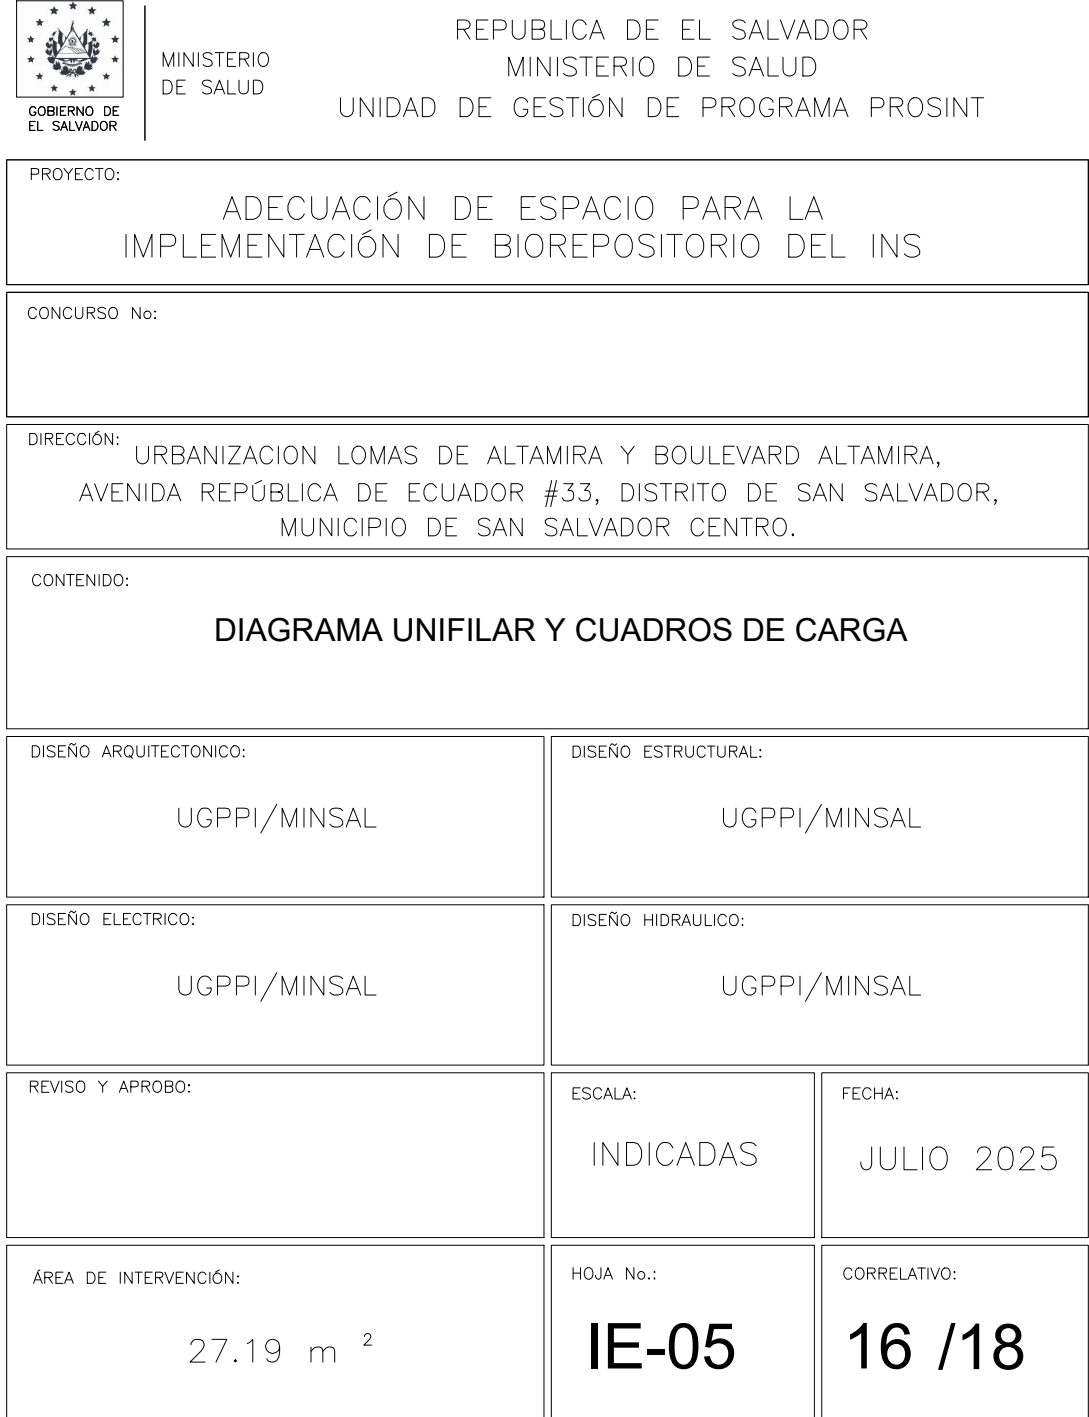 GOBIERNO DE
EL SALVADOR
MINISTERIO
DE SALUD
REPUBLICA DE EL SALVADOR
MINISTERIO DE SALUD
UNIDAD DE GESTIÓN DE PROGRAMA PROSINT
PROYECTO:
ADECUACIÓN DE ESPACIO PARA LA
IMPLEMENTACIÓN DE BIOREPOSITORIO DEL INS
CONCURSO No:
DIRECCIÓN:
URBANIZACION LOMAS DE ALTAMIRA Y BOULEVARD ALTAMIRA,
AVENIDA REPÚBLICA DE ECUADOR #33, DISTRITO DE SAN SALVADOR,
MUNICIPIO DE SAN SALVADOR CENTRO.
CONTENIDO:
DIAGRAMA UNIFILAR Y CUADROS DE CARGA
DISEÑO ARQUITECTONICO:
UGPPI/MINSAL
DISEÑO ESTRUCTURAL:
UGPPI/MINSAL
DISEÑO ELECTRICO:
UGPPI/MINSAL
DISEÑO HIDRAULICO:
UGPPI/MINSAL
REVISO Y APROBO:
ESCALA:
INDICADAS
FECHA:
JULIO 2025
ÁREA DE INTERVENCIÓN:
27.19 m ²
HOJA No.:
IE-05
CORRELATIVO:
16 /18